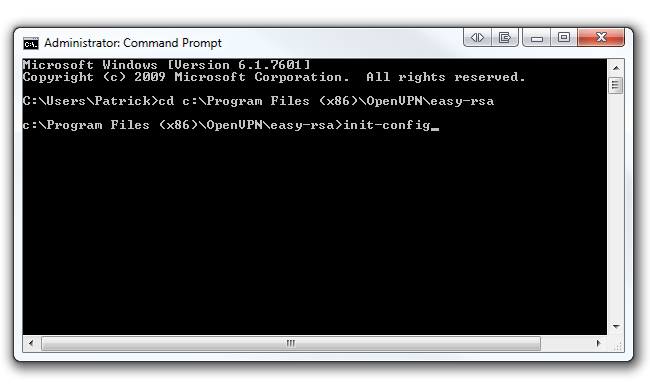 Administrator: Command Prompt
Microsoft Windows [Version 6.1.7601]
Copyright (c) 2009 Microsoft Corporation.  All rights reserved.
C:\Users\Patrick>cd c:\Program Files (x86)\OpenVPN\easy-rsa
c:\Program Files (x86)\OpenVPN\easy-rsa>init-config